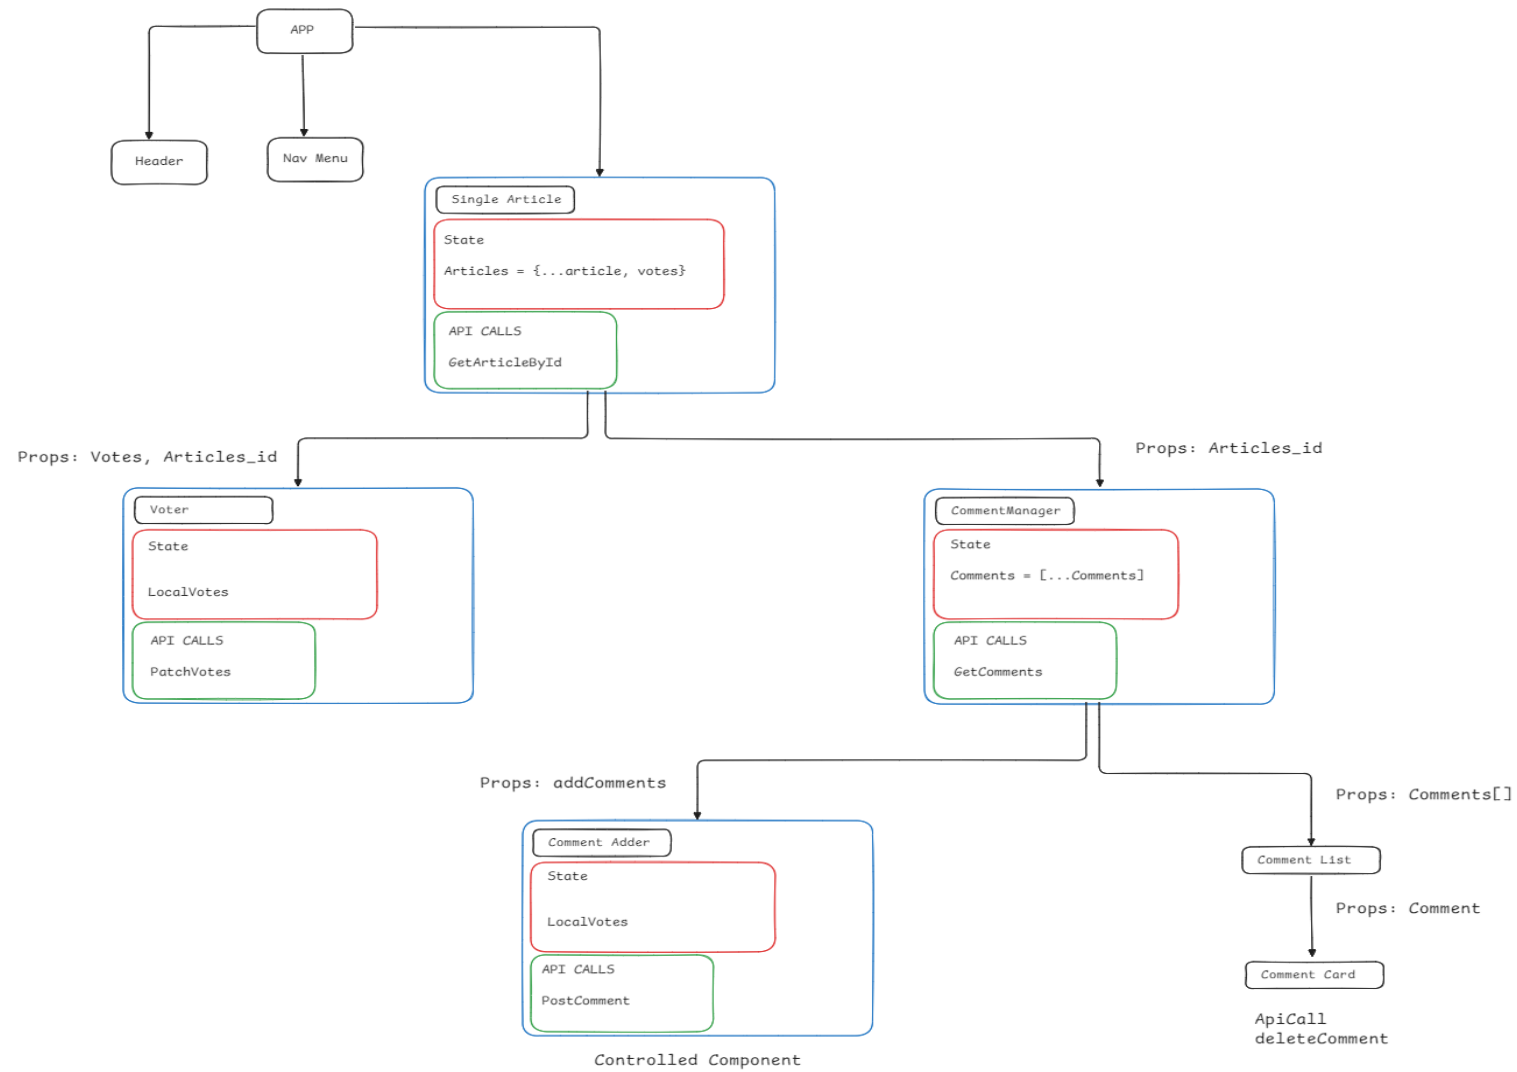 APP
Header
Nav Menu
Single Article
State
Articles = {...article, votes}
API CALLS
GetArticleById
Props: Votes, Articles_id
Props: Articles_id
Voter
State
LocalVotes
API CALLS
PatchVotes
CommentManager
State
Comments = [...Comments]
API CALLS
GetComments
Props: addComments
Props: Comments[]
Comment Adder
State
LocalVotes
API CALLS
PostComment
Controlled Component
Comment List
Props: Comment
Comment Card
ApiCall
deleteComment